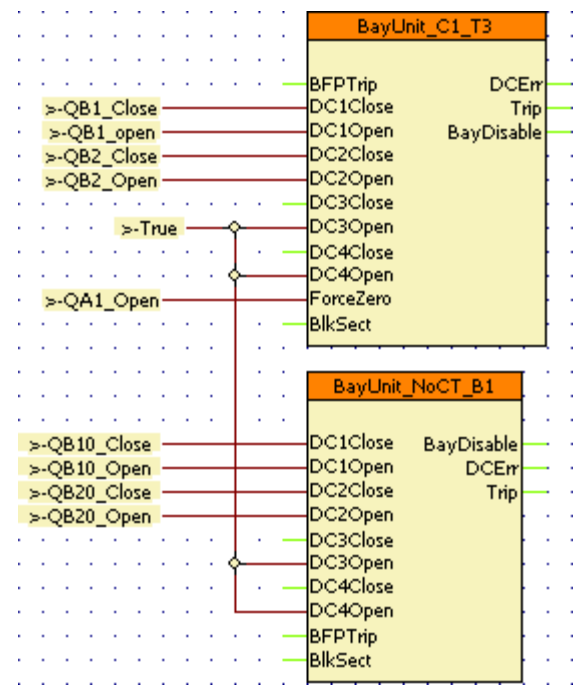 BayUnit_C1_T3
BFPTrip DCErr
>-QB1_Close DC1Close Trip
>-QB1_open DC1Open BayDisable
>-QB2_Close DC2Close
>-QB2_Open DC2Open
DC3Close
>-True DC3Open
DC4Close
DC4Open
>-QA1_Open ForceZero
BlkSect
BayUnit_NoCT_B1
>-QB10_Close DC1Close BayDisable
>-QB10_Open DC1Open DCErr
>-QB20_Close DC2Close Trip
>-QB20_Open DC2Open
DC3Close
DC3Open
DC4Close
DC4Open
BFPTrip
BlkSect